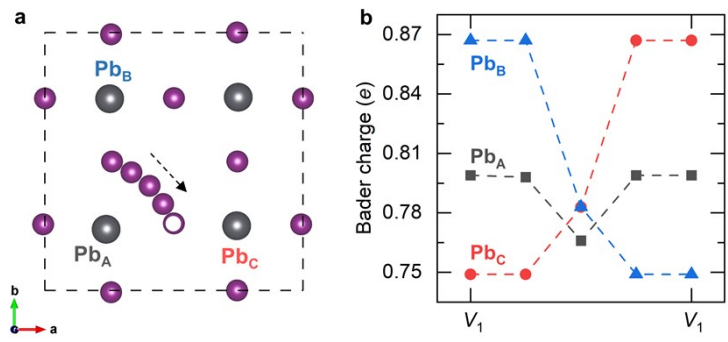 a
Pb_B
Pb_A
Pb_C
b
a
b
Bader charge (e)
0.87
0.84
0.81
0.78
0.75
Pb_B
Pb_A
Pb_C
V_1
V_1